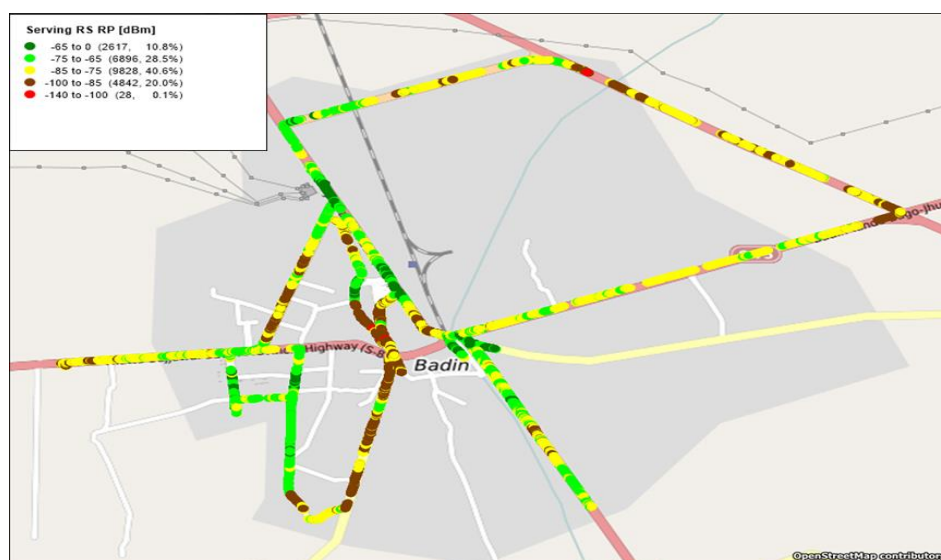 Serving RS RP [dBm]
-65 to 0 (2617, 10.8%)
-75 to -65 (6896, 28.5%)
-85 to -75 (9828, 40.6%)
-100 to -85 (4842, 20.0%)
-140 to -100 (28, 0.1%)
Highway (S-8
Badin
OpenStreetMap contributor